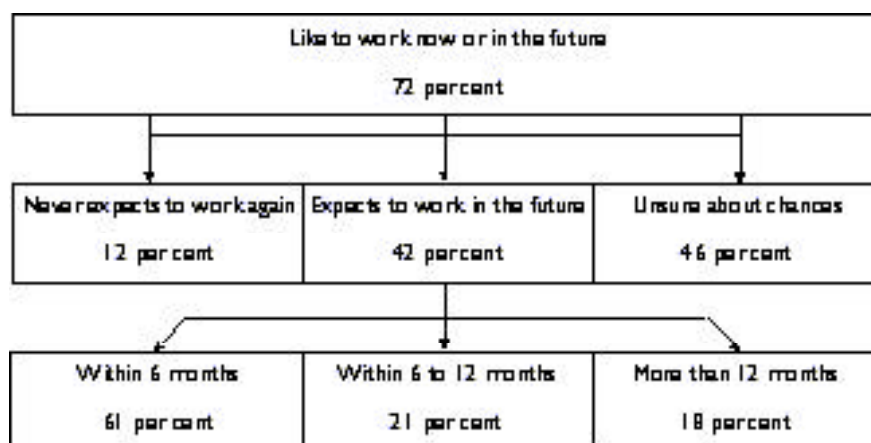 Like to work now or in the future
72 percent
Never expects to work again
12 percent
Expects to work in the future
42 percent
Unsure about chances
46 percent
Within 6 months
61 percent
Within 6 to 12 months
21 percent
More than 12 months
18 percent